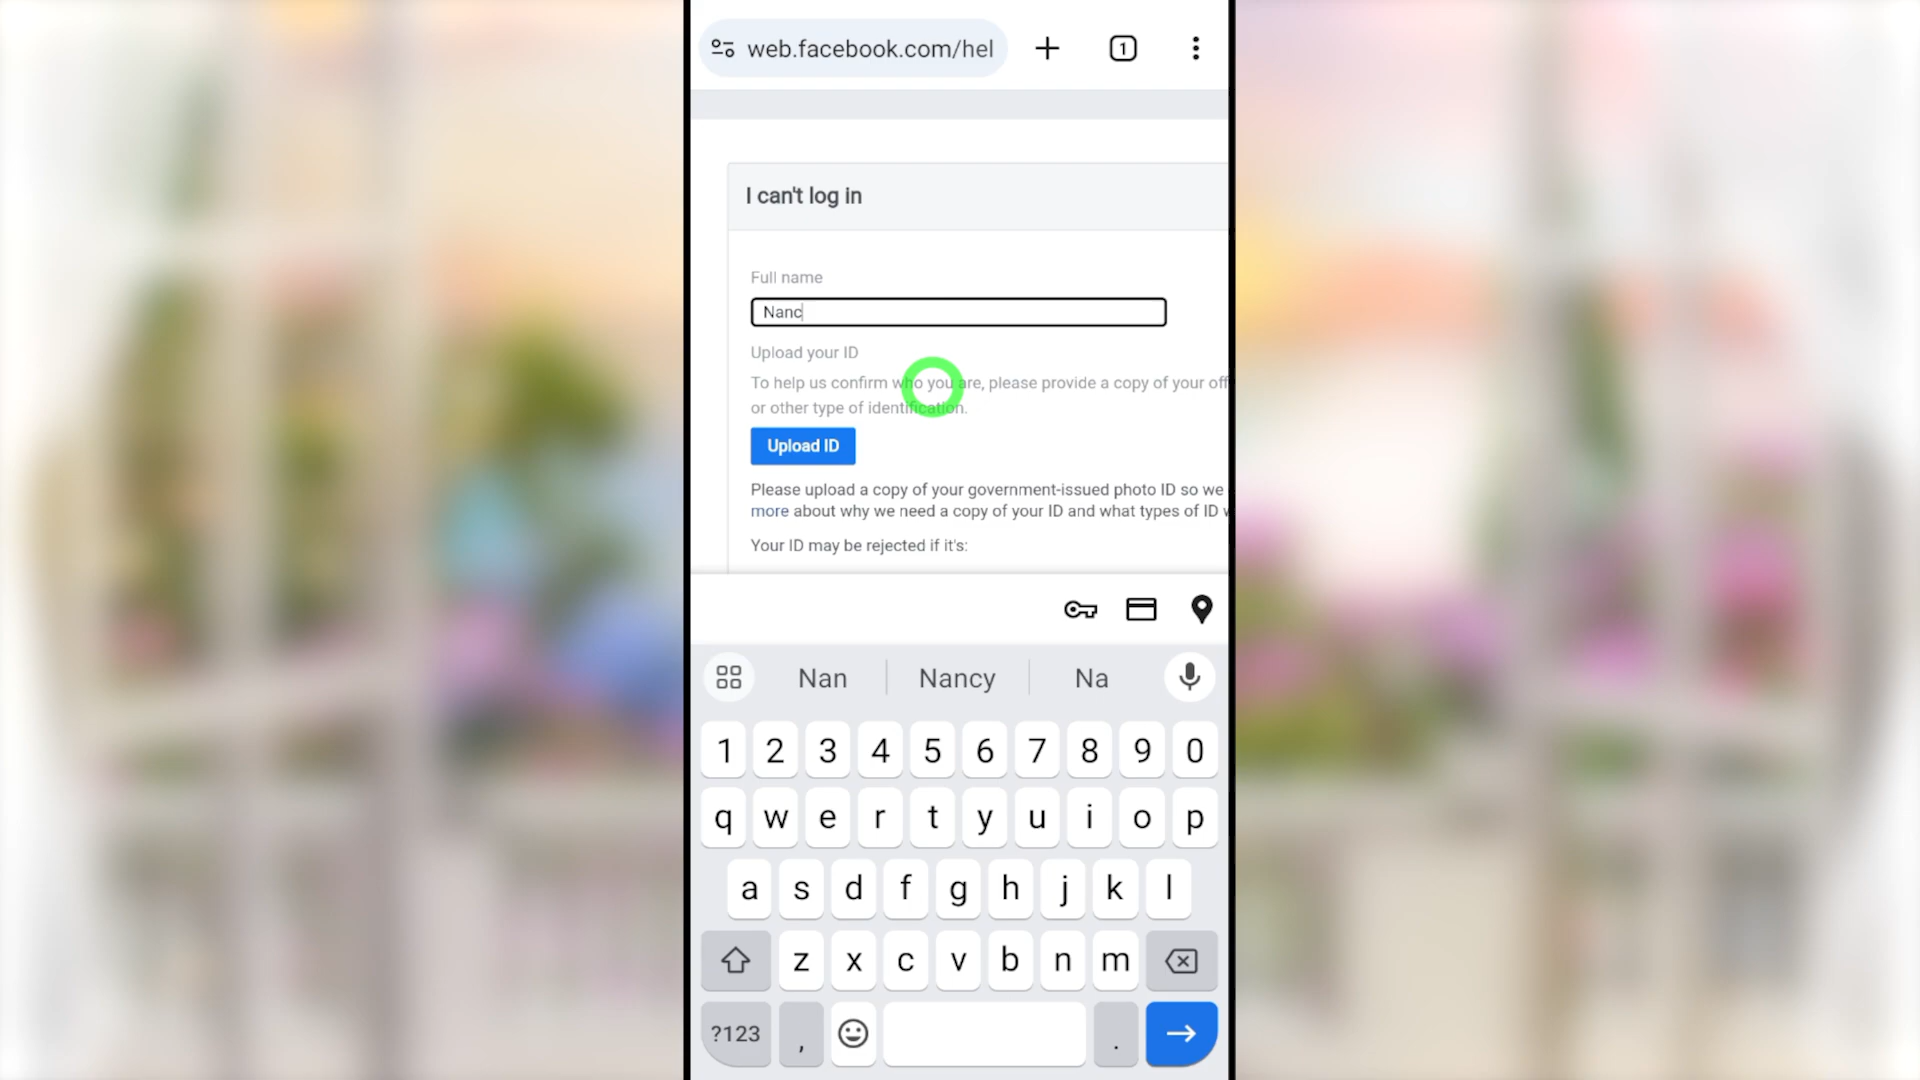 web.facebook.com/hel
1
I can't log in
Full name
Nanc
Upload your ID
To help us confirm who you are, please provide a copy of your off
or other type of identification.
Upload ID
Please upload a copy of your government-issued photo ID so we
more about why we need a copy of your ID and what types of ID w
Your ID may be rejected if it's:
Nan Nancy Na
1 2 3 4 5 6 7 8 9 0
q w e r t y u i o p
a s d f g h j k l
z x c v b n m
?123 , .